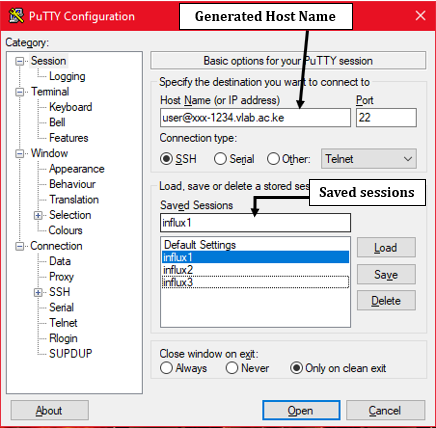 PuTTY Configuration
Generated Host Name
Category:
Session
Logging
Terminal
Keyboard
Bell
Features
Window
Appearance
Behaviour
Translation
Selection
Colours
Connection
Data
Proxy
SSH
Serial
Telnet
Rlogin
SUPDUP
Basic options for your PuTTY session
Specify the destination you want to connect to
Host Name (or IP address) Port
user@xxx-1234.vlab.ac.ke 22
Connection type:
SSH Serial Other: Telnet
Load, save or delete a stored
Saved sessions
Saved Sessions
influx1
Default Settings
influx1
influx2
influx3
Load
Save
Delete
Close window on exit:
Always Never Only on clean exit
About Open Cancel